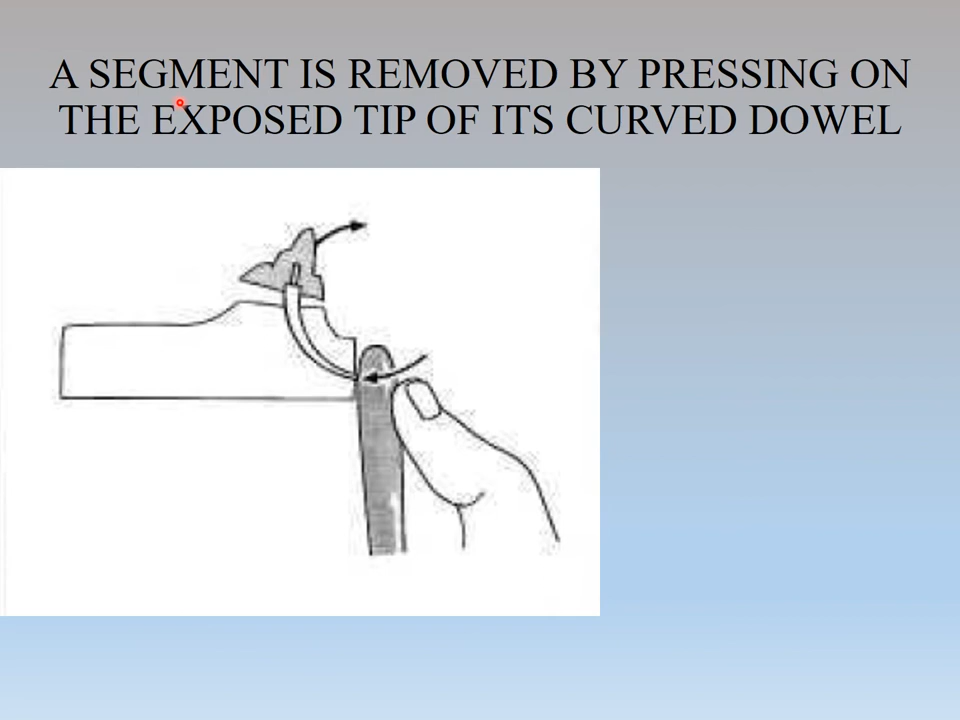 A SEGMENT IS REMOVED BY PRESSING ON
THE EXPOSED TIP OF ITS CURVED DOWEL